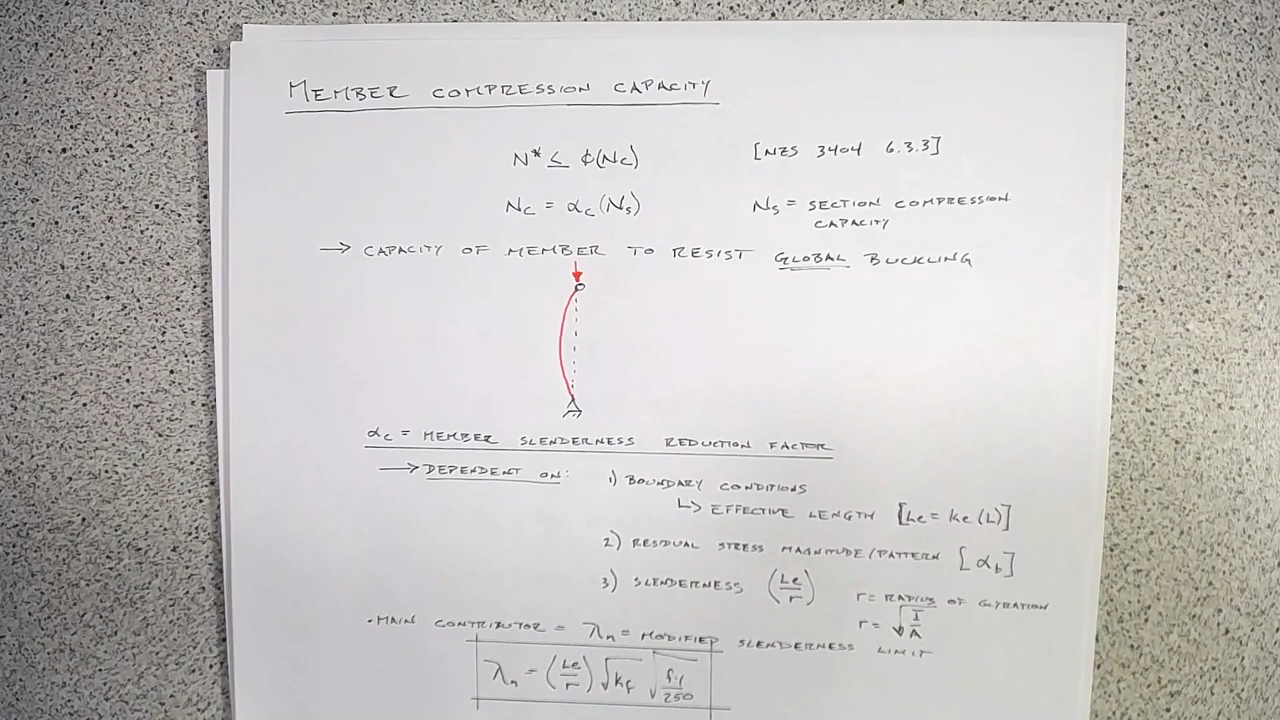 MEMBER COMPRESSION CAPACITY
N* ≤ φ(Nc) [NZS 3404 6.3.3]
Nc = αc(Ns) Ns = SECTION COMPRESSION
CAPACITY
→ CAPACITY OF MEMBER TO RESIST GLOBAL BUCKLING
αc = MEMBER SLENDERNESS REDUCTION FACTOR
→ DEPENDENT ON: 1) BOUNDARY CONDITIONS
↳ EFFECTIVE LENGTH [Le = ke(L)]
2) RESIDUAL STRESS MAGNITUDE/PATTERN [αb]
3) SLENDERNESS (Le/r) r = RADIUS OF GYRATION
r = √(I/A)
• MAIN CONTRIBUTOR = λn = MODIFIED SLENDERNESS LIMIT
λn = (Le/r) √kf √(fy/250)